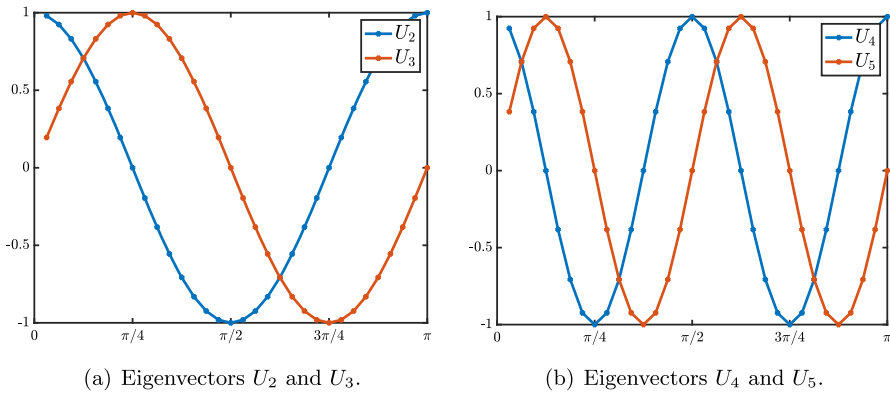 1
0.5
0
-0.5
-1
0
π/4
π/2
3π/4
π
U₂
U₃
(a) Eigenvectors U₂ and U₃.
1
0.5
0
-0.5
-1
0
π/4
π/2
3π/4
π
U₄
U₅
(b) Eigenvectors U₄ and U₅.